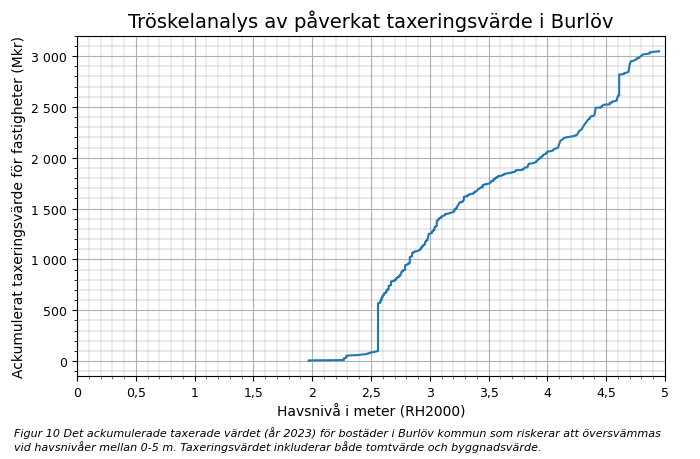 Tröskelanalys av påverkat taxeringsvärde i Burlöv
Ackumulerat taxeringsvärde för fastigheter (Mkr)
3 000
2 500
2 000
1 500
1 000
500
0
0 0,5 1 1,5 2 2,5 3 3,5 4 4,5 5
Havsnivå i meter (RH2000)
Figur 10 Det ackumulerade taxerade värdet (år 2023) för bostäder i Burlöv kommun som riskerar att översvämmas
vid havsnivåer mellan 0-5 m. Taxeringsvärdet inkluderar både tomtvärde och byggnadsvärde.